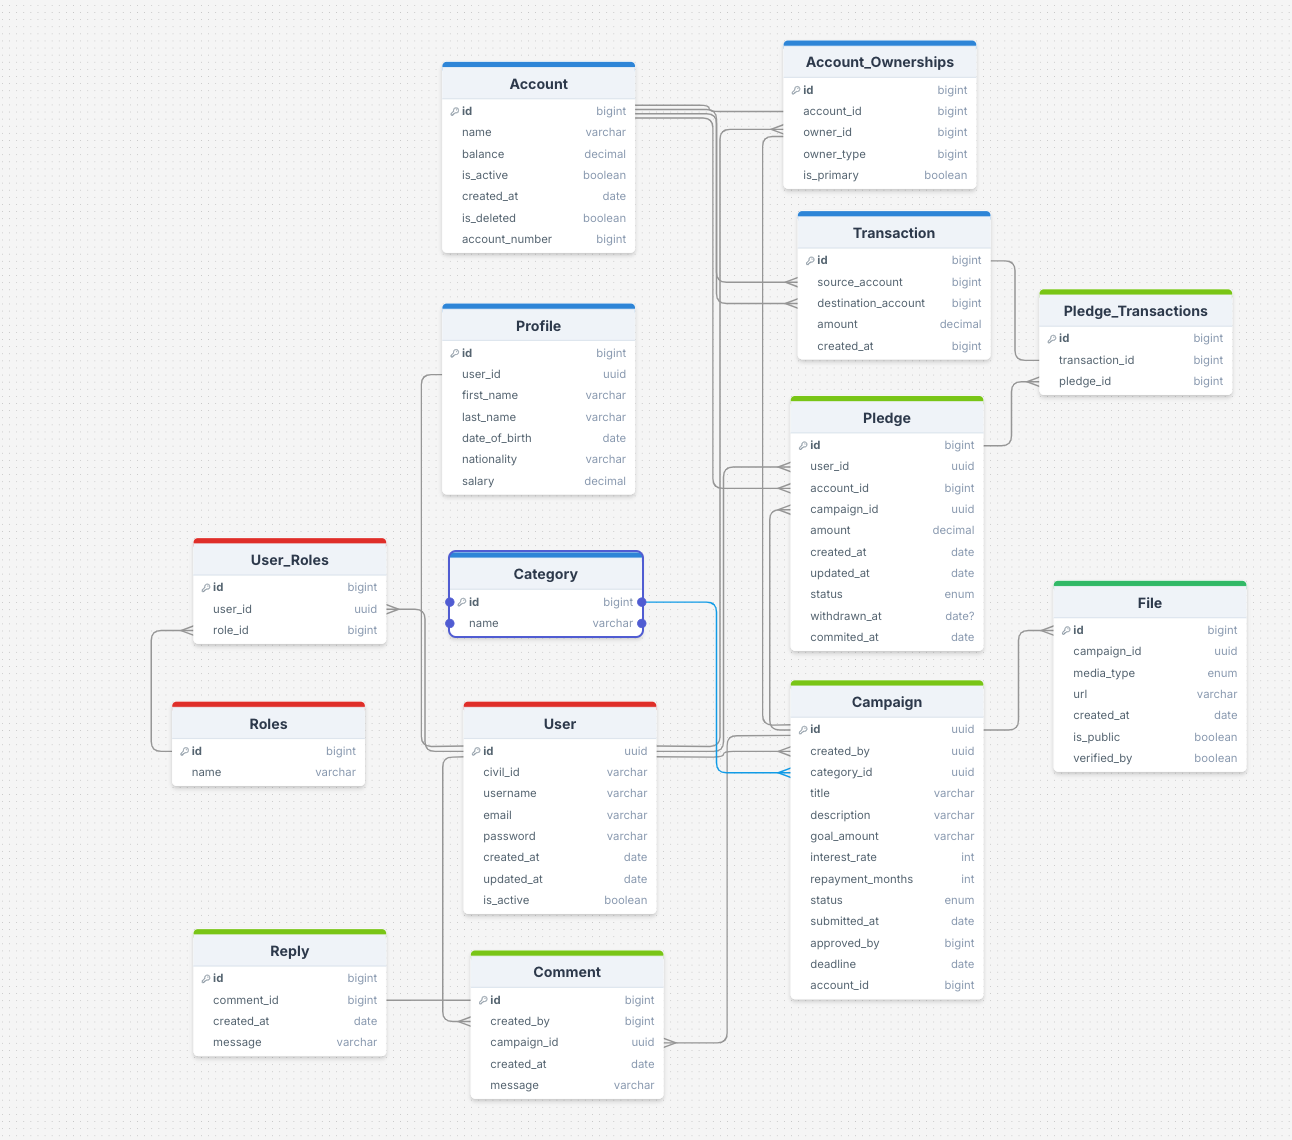 Account
id bigint
name varchar
balance decimal
is_active boolean
created_at date
is_deleted boolean
account_number bigint
Account_Ownerships
id bigint
account_id bigint
owner_id bigint
owner_type bigint
is_primary boolean
Transaction
id bigint
source_account bigint
destination_account bigint
amount decimal
created_at bigint
Pledge_Transactions
id bigint
transaction_id bigint
pledge_id bigint
Profile
id bigint
user_id uuid
first_name varchar
last_name varchar
date_of_birth date
nationality varchar
salary decimal
Pledge
id bigint
user_id uuid
account_id bigint
campaign_id uuid
amount decimal
created_at date
updated_at date
status enum
withdrawn_at date?
commited_at date
User_Roles
id bigint
user_id uuid
role_id bigint
Category
id bigint
name varchar
File
id bigint
campaign_id uuid
media_type enum
url varchar
created_at date
is_public boolean
verified_by boolean
Roles
id bigint
name varchar
User
id uuid
civil_id varchar
username varchar
email varchar
password varchar
created_at date
updated_at date
is_active boolean
Campaign
id uuid
created_by uuid
category_id uuid
title varchar
description varchar
goal_amount varchar
interest_rate int
repayment_months int
status enum
submitted_at date
approved_by bigint
deadline date
account_id bigint
Reply
id bigint
comment_id bigint
created_at date
message varchar
Comment
id bigint
created_by bigint
campaign_id uuid
created_at date
message varchar